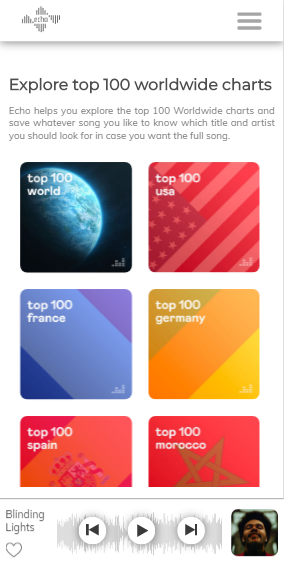 echo
Explore top 100 worldwide charts
Echo helps you explore the top 100 Worldwide charts and
save whatever song you like to know which title and artist
you should look for in case you want the full song.
top 100
world
top 100
usa
top 100
france
top 100
germany
top 100
spain
top 100
morocco
Blinding
Lights